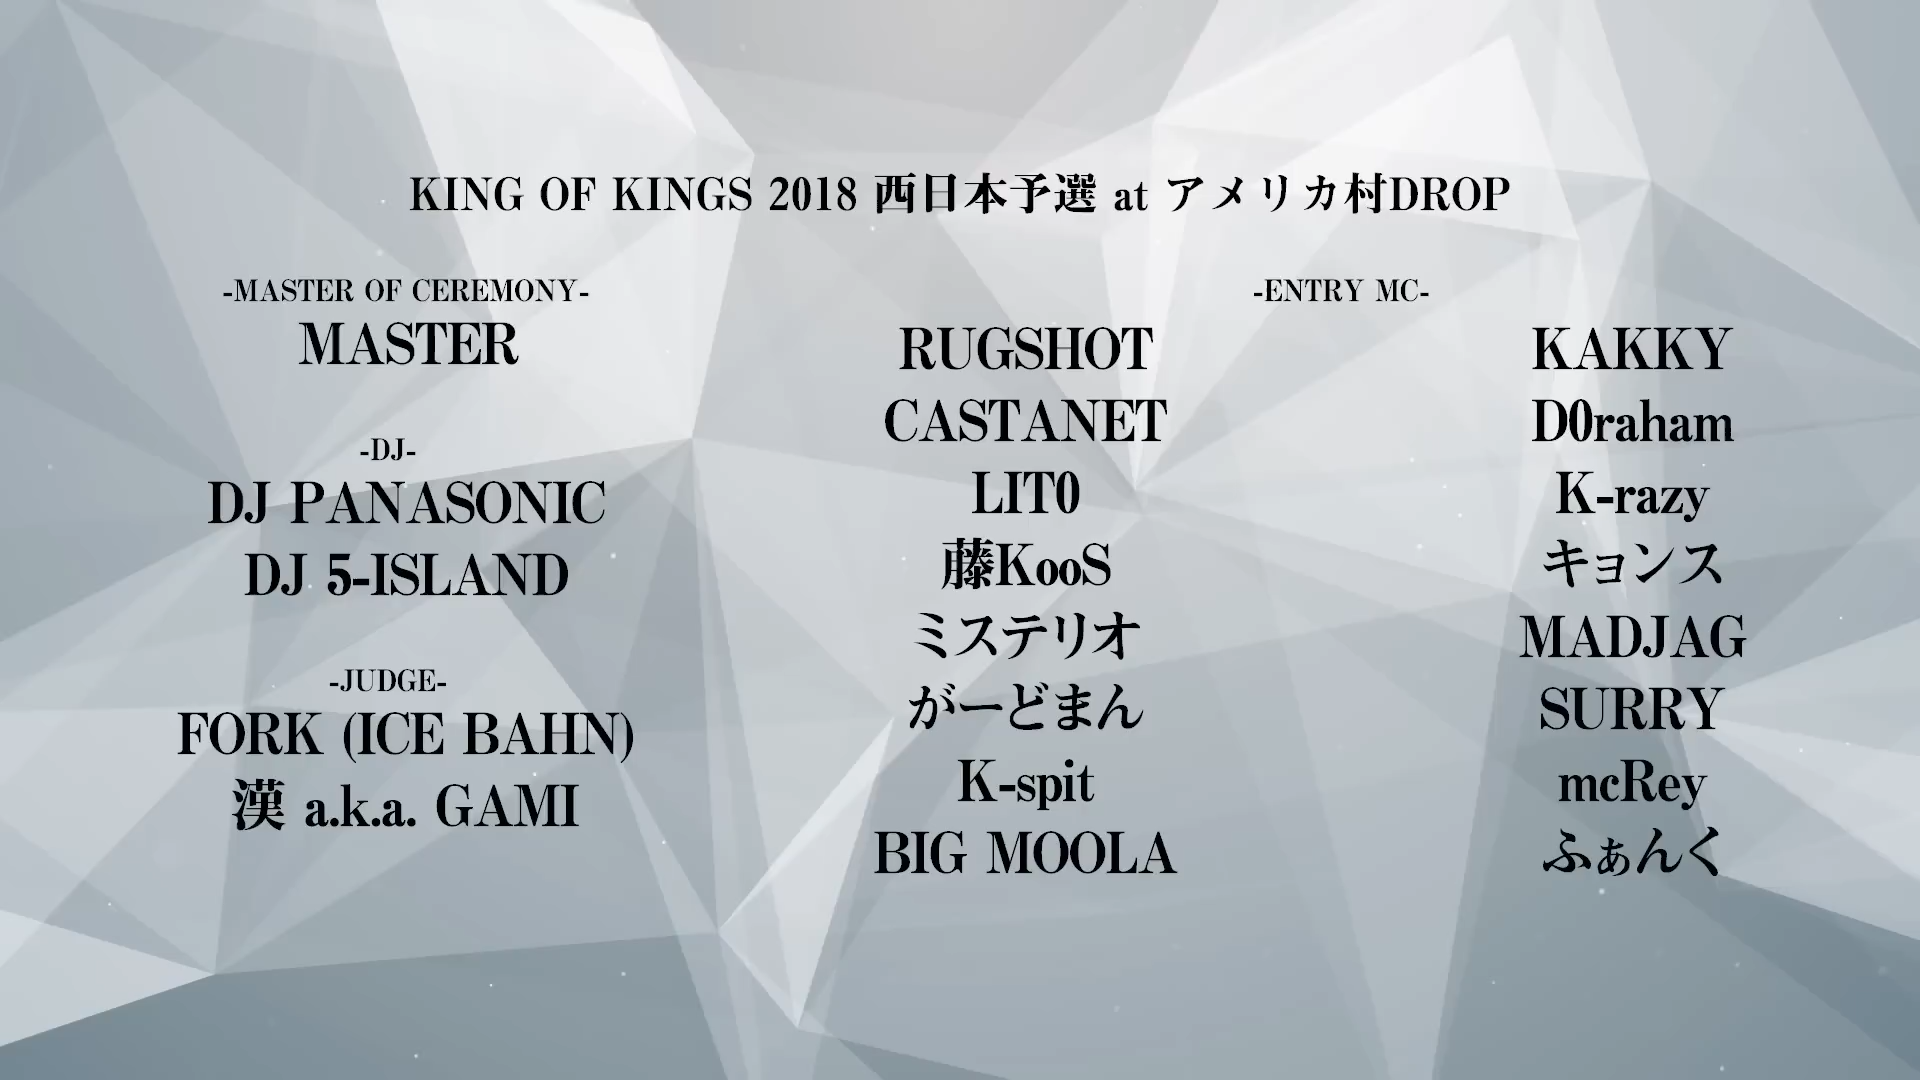 KING OF KINGS 2018 西日本予選 at アメリカ村DROP
-MASTER OF CEREMONY-
MASTER
-DJ-
DJ PANASONIC
DJ 5-ISLAND
-JUDGE-
FORK (ICE BAHN)
漢 a.k.a. GAMI
-ENTRY MC-
RUGSHOT
CASTANET
LIT0
藤KooS
ミステリオ
がーどまん
K-spit
BIG MOOLA
KAKKY
D0raham
K-razy
キョンス
MADJAG
SURRY
mcRey
ふぁんく